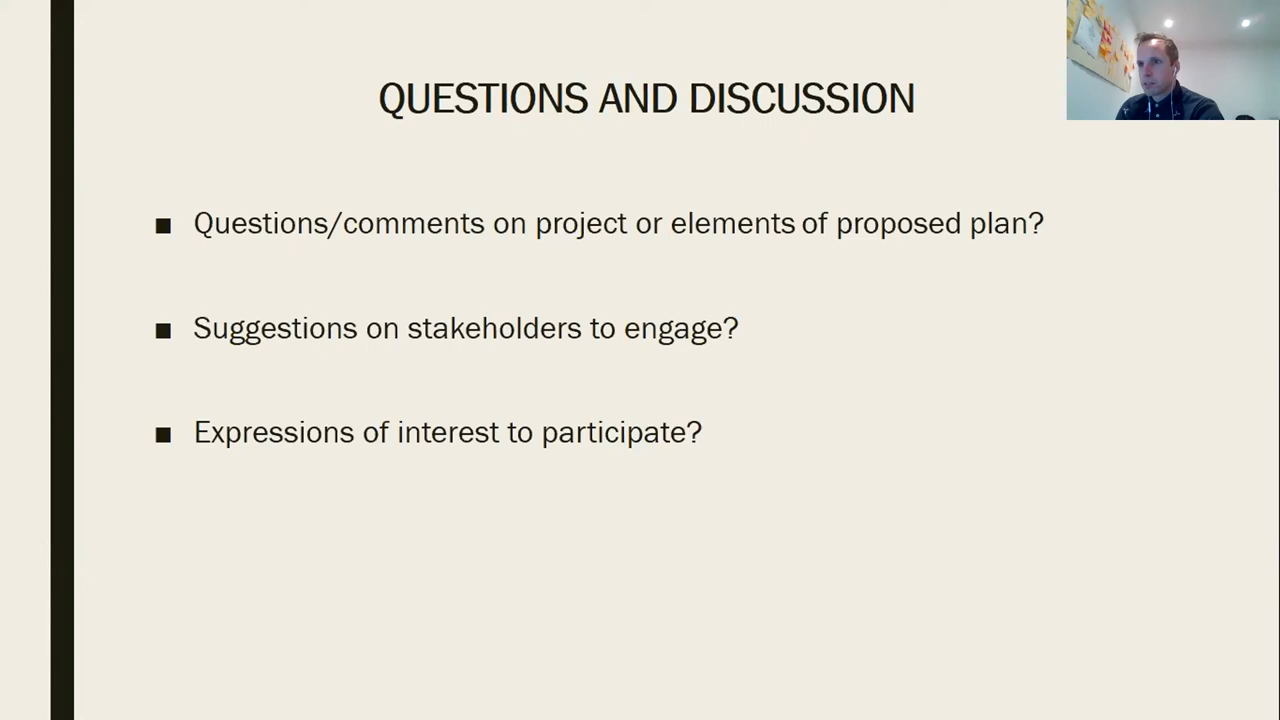 QUESTIONS AND DISCUSSION
Questions/comments on project or elements of proposed plan?
Suggestions on stakeholders to engage?
Expressions of interest to participate?